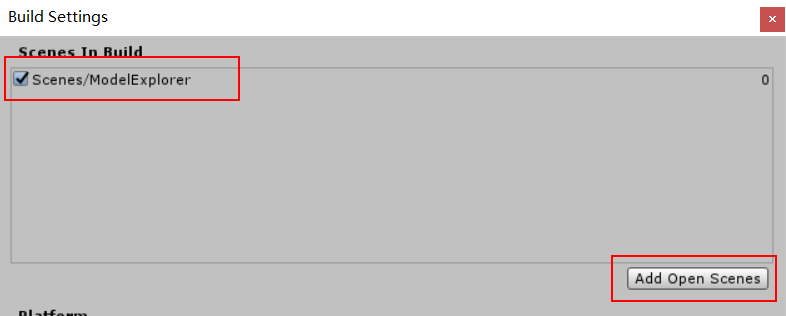 Build Settings
Scenes In Build
Scenes/ModelExplorer 0
Add Open Scenes
Platform